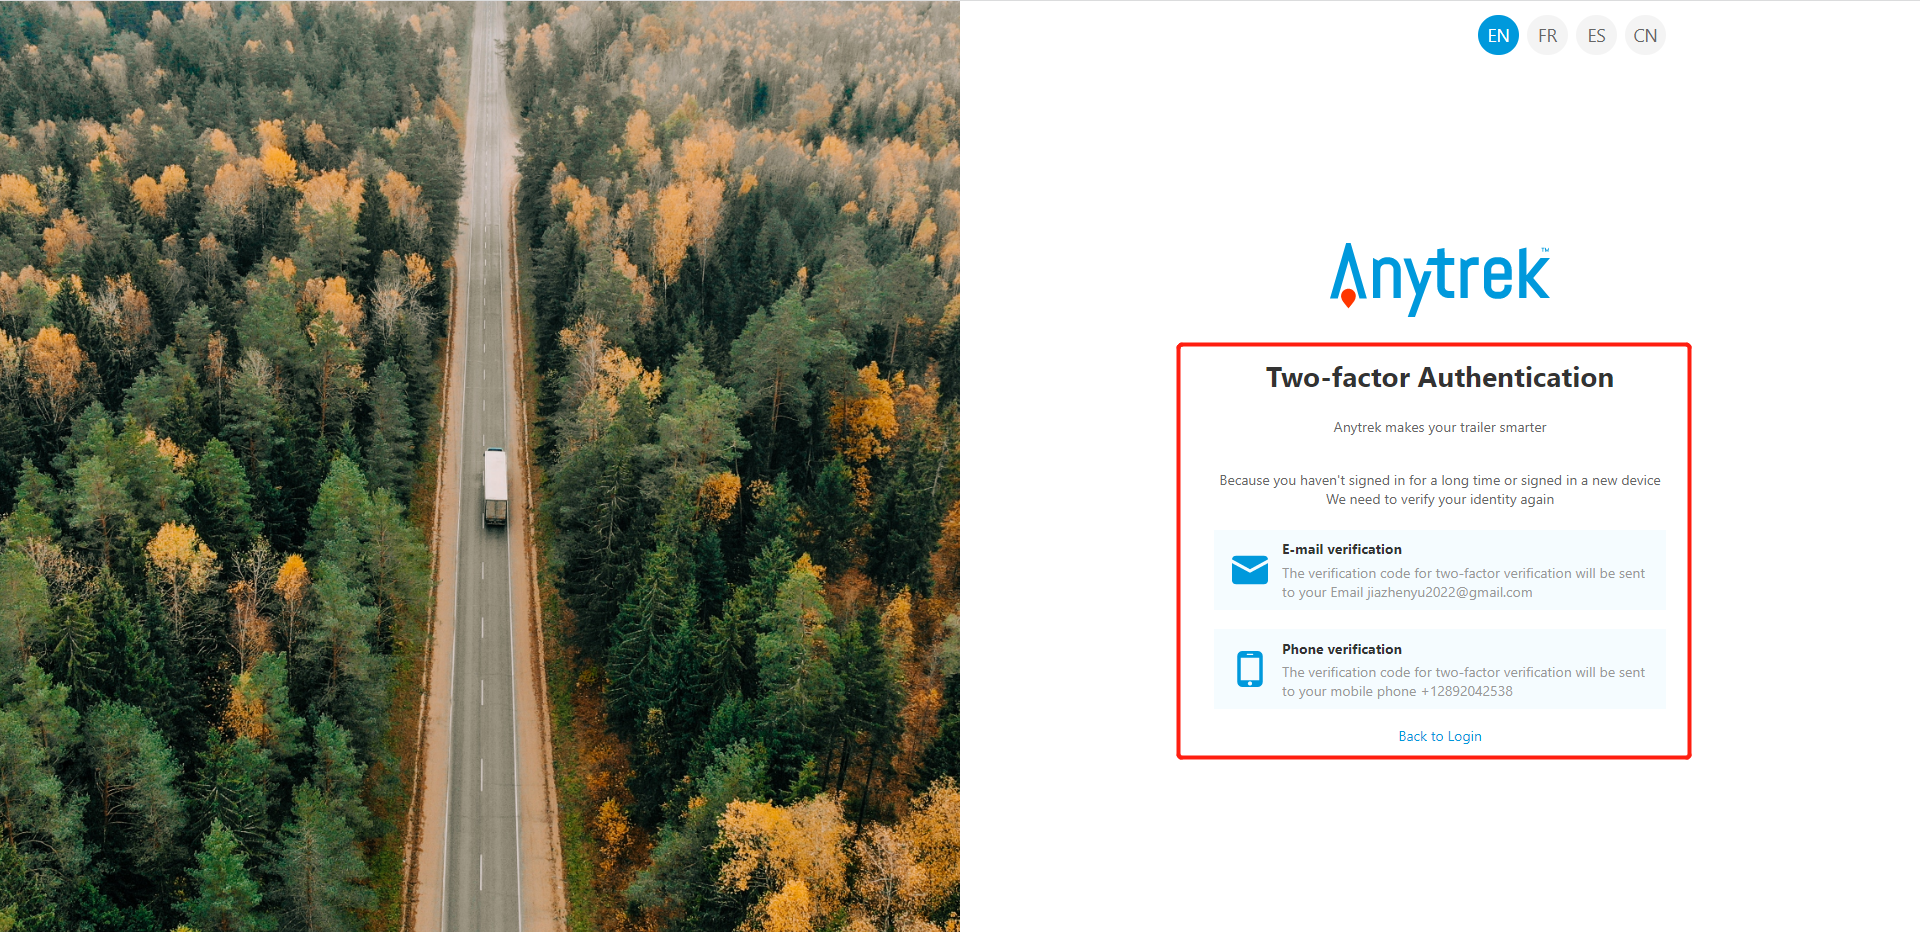 EN FR ES CN
Anytrek™
Two-factor Authentication
Anytrek makes your trailer smarter
Because you haven't signed in for a long time or signed in a new device
We need to verify your identity again
E-mail verification
The verification code for two-factor verification will be sent
to your Email jiazhenyu2022@gmail.com
Phone verification
The verification code for two-factor verification will be sent
to your mobile phone +12892042538
Back to Login